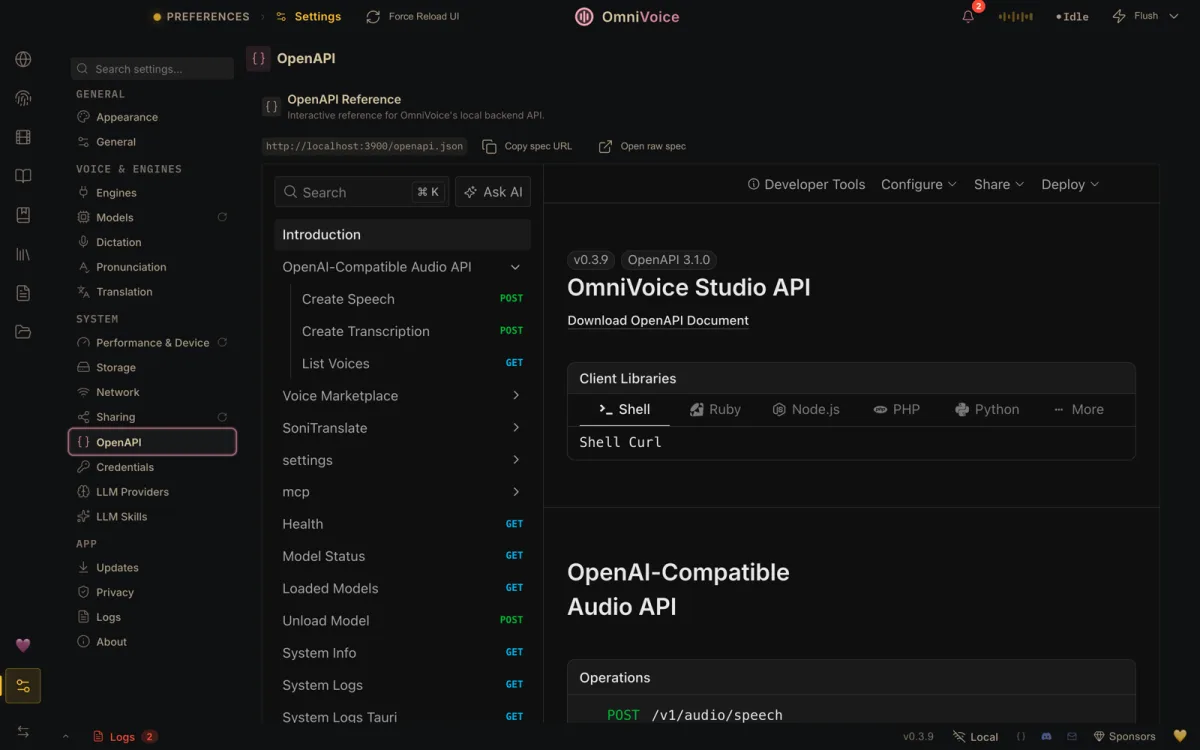 PREFERENCES
Settings
Force Reload UI
OmniVoice
2
Idle
Flush
Search settings...
GENERAL
Appearance
General
VOICE & ENGINES
Engines
Models
Dictation
Pronunciation
Translation
SYSTEM
Performance & Device
Storage
Network
Sharing
{ } OpenAPI
Credentials
LLM Providers
LLM Skills
APP
Updates
Privacy
Logs
About
{ } OpenAPI
{ } OpenAPI Reference
Interactive reference for OmniVoice's local backend API.
http://localhost:3900/openapi.json
Copy spec URL
Open raw spec
Search
⌘ K
Ask AI
Introduction
OpenAI-Compatible Audio API
Create Speech POST
Create Transcription POST
List Voices GET
Voice Marketplace
SoniTranslate
settings
mcp
Health GET
Model Status GET
Loaded Models GET
Unload Model POST
System Info GET
System Logs GET
System Logs Tauri GET
Developer Tools
Configure
Share
Deploy
v0.3.9
OpenAPI 3.1.0
OmniVoice Studio API
Download OpenAPI Document
Client Libraries
Shell
Ruby
Node.js
PHP
Python
More
Shell Curl
OpenAI-Compatible
Audio API
Operations
POST /v1/audio/speech
Logs 2
v0.3.9
Local
{ }
Sponsors